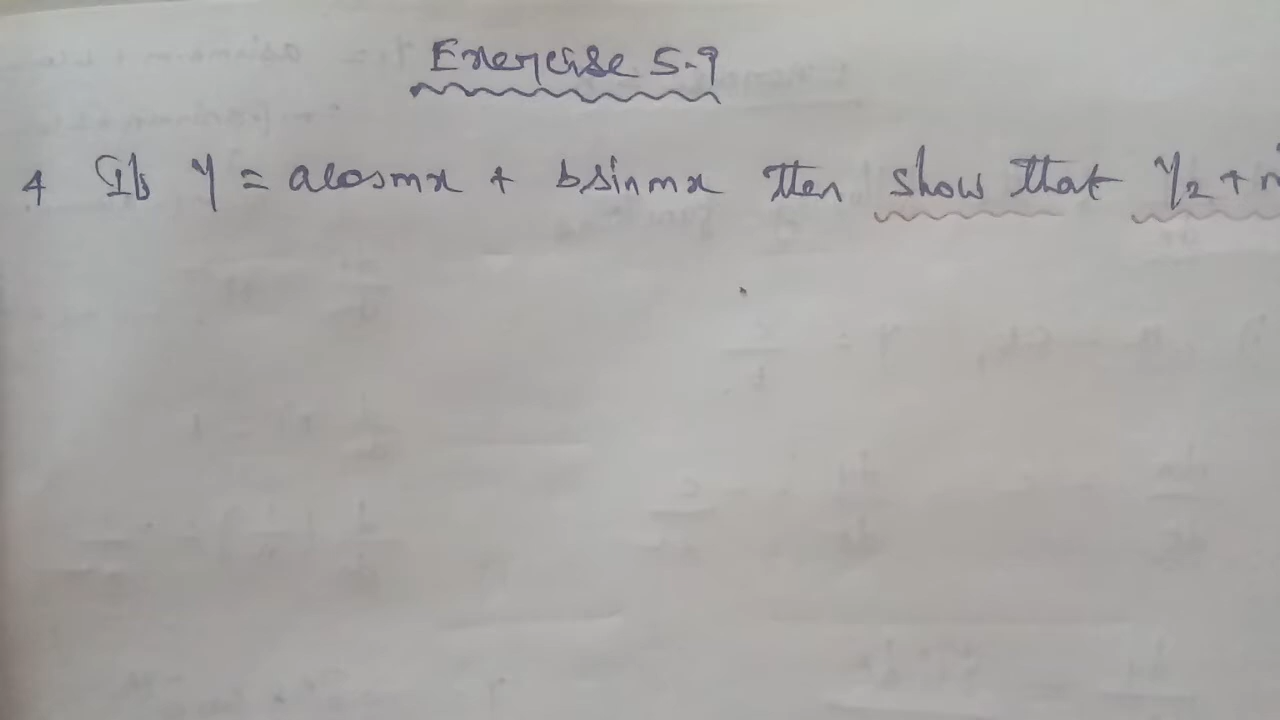 Exercise 5.9
4 If y = acosmx + bsinmx then show that y2 +